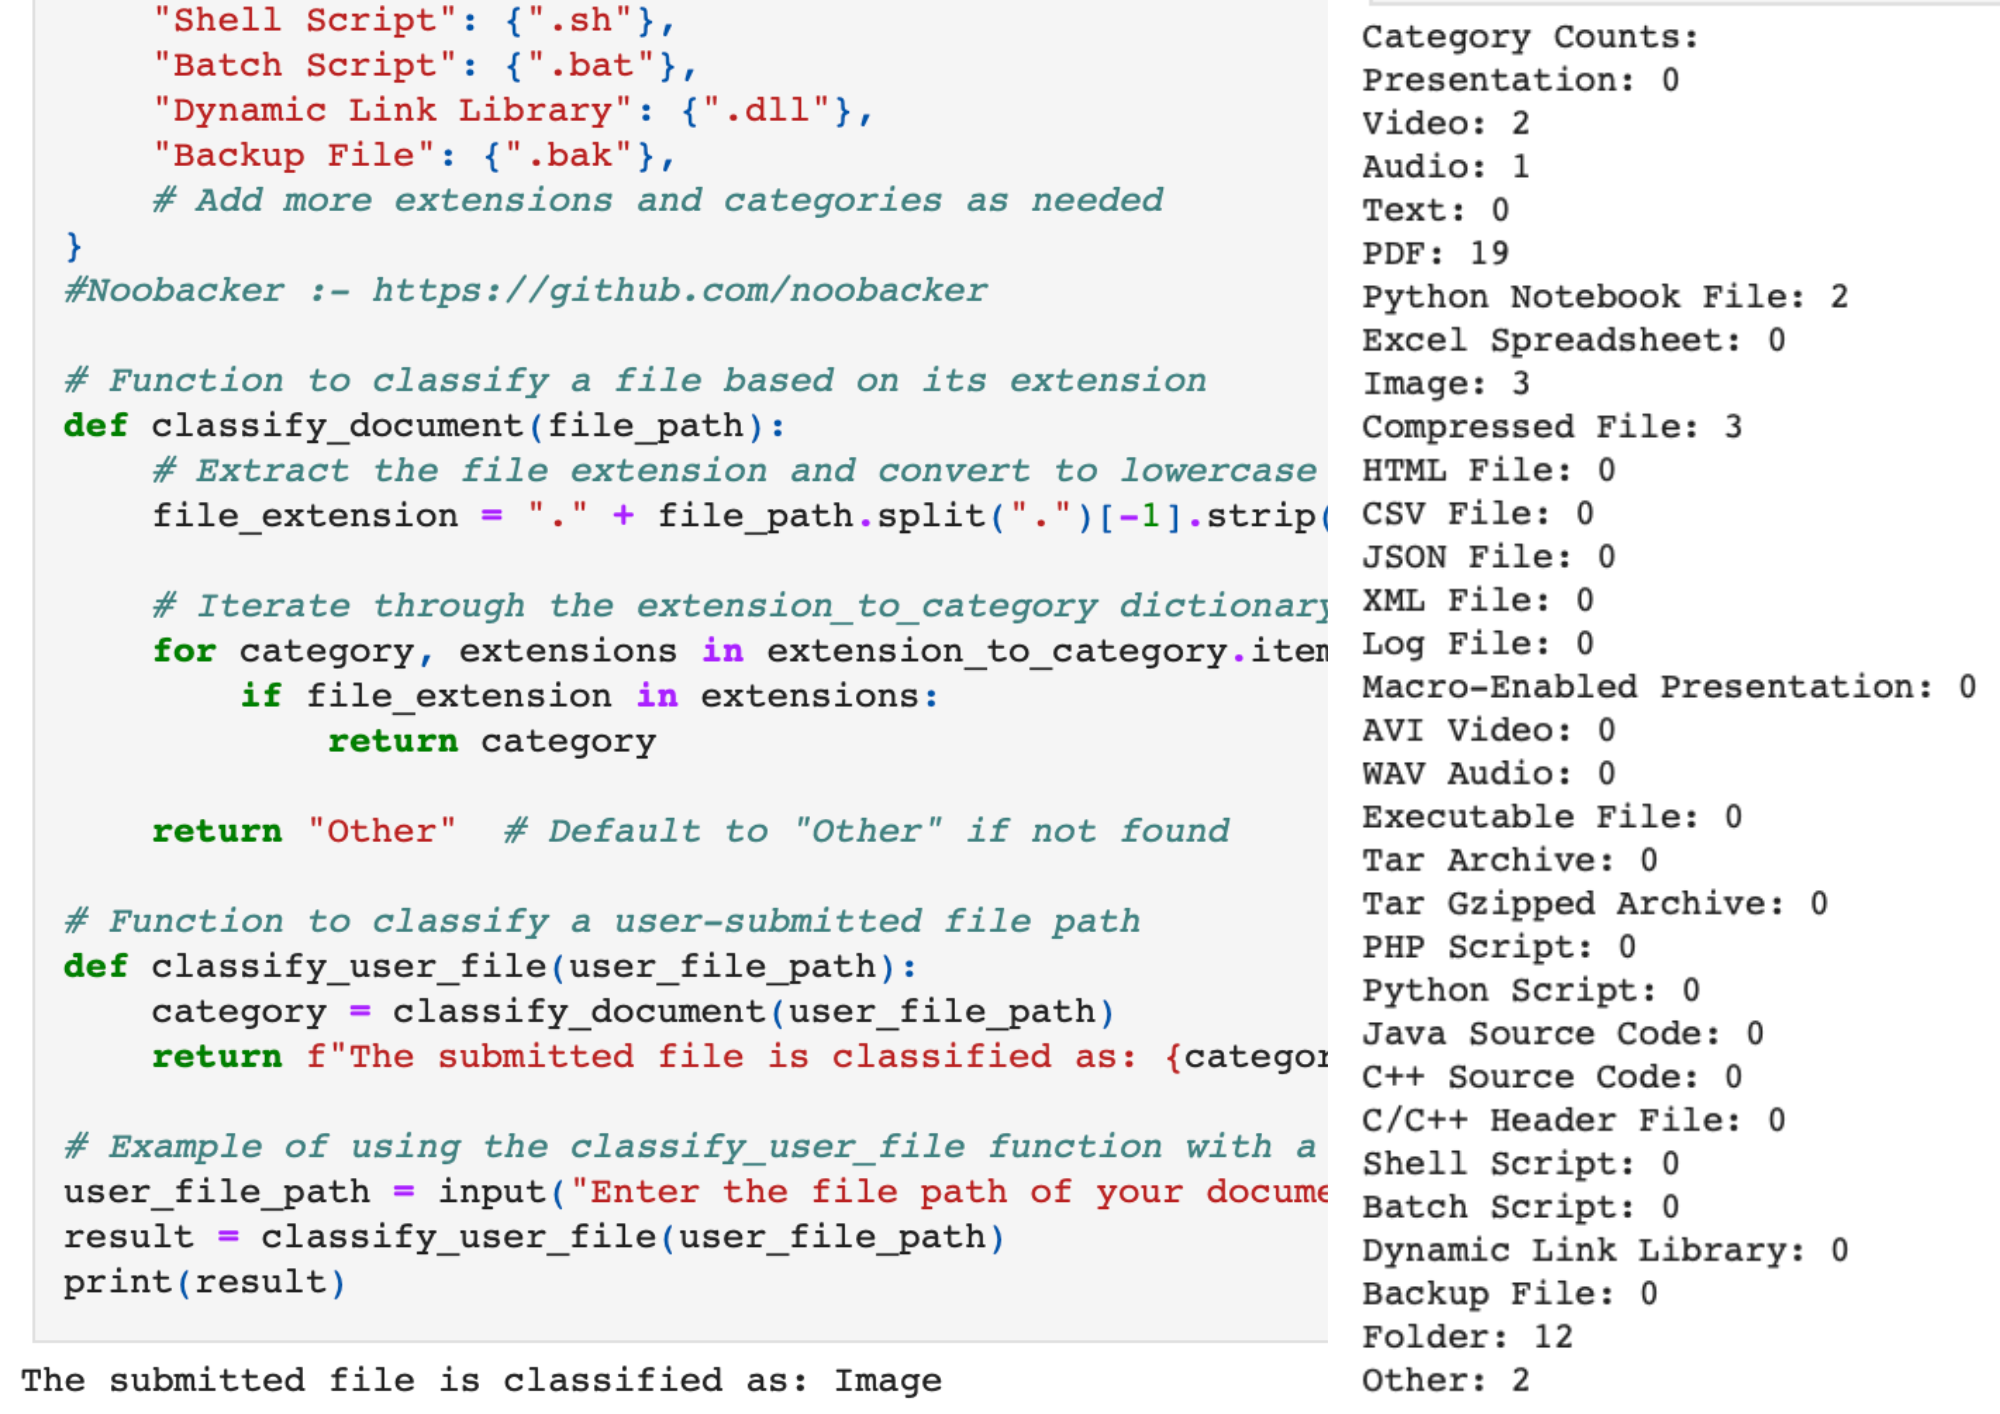 "Shell Script": {".sh"},
    "Batch Script": {".bat"},
    "Dynamic Link Library": {".dll"},
    "Backup File": {".bak"},
    # Add more extensions and categories as needed
}
#Noobacker :- https://github.com/noobacker

# Function to classify a file based on its extension
def classify_document(file_path):
    # Extract the file extension and convert to lowercase
    file_extension = "." + file_path.split(".")[-1].strip(

    # Iterate through the extension_to_category dictionary
    for category, extensions in extension_to_category.item
        if file_extension in extensions:
            return category

    return "Other"  # Default to "Other" if not found

# Function to classify a user-submitted file path
def classify_user_file(user_file_path):
    category = classify_document(user_file_path)
    return f"The submitted file is classified as: {categor

# Example of using the classify_user_file function with a
user_file_path = input("Enter the file path of your docume
result = classify_user_file(user_file_path)
print(result)

The submitted file is classified as: Image

Category Counts:
Presentation: 0
Video: 2
Audio: 1
Text: 0
PDF: 19
Python Notebook File: 2
Excel Spreadsheet: 0
Image: 3
Compressed File: 3
HTML File: 0
CSV File: 0
JSON File: 0
XML File: 0
Log File: 0
Macro-Enabled Presentation: 0
AVI Video: 0
WAV Audio: 0
Executable File: 0
Tar Archive: 0
Tar Gzipped Archive: 0
PHP Script: 0
Python Script: 0
Java Source Code: 0
C++ Source Code: 0
C/C++ Header File: 0
Shell Script: 0
Batch Script: 0
Dynamic Link Library: 0
Backup File: 0
Folder: 12
Other: 2